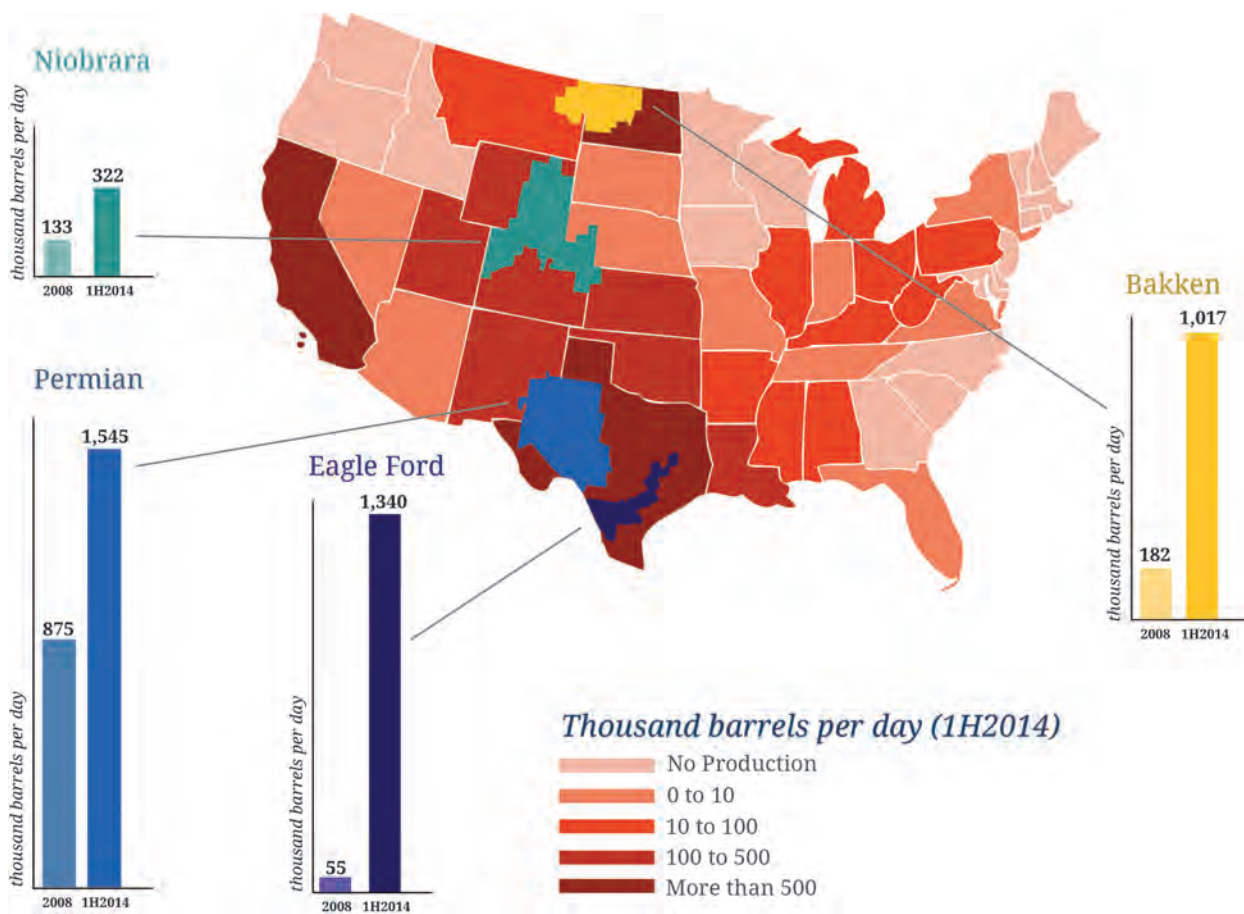 Niobrara
thousand barrels per day
322
133
2008
1H2014
Permian
thousand barrels per day
1,545
875
2008
1H2014
Eagle Ford
thousand barrels per day
1,340
55
2008
1H2014
Bakken
thousand barrels per day
1,017
182
2008
1H2014
Thousand barrels per day (1H2014)
No Production
0 to 10
10 to 100
100 to 500
More than 500